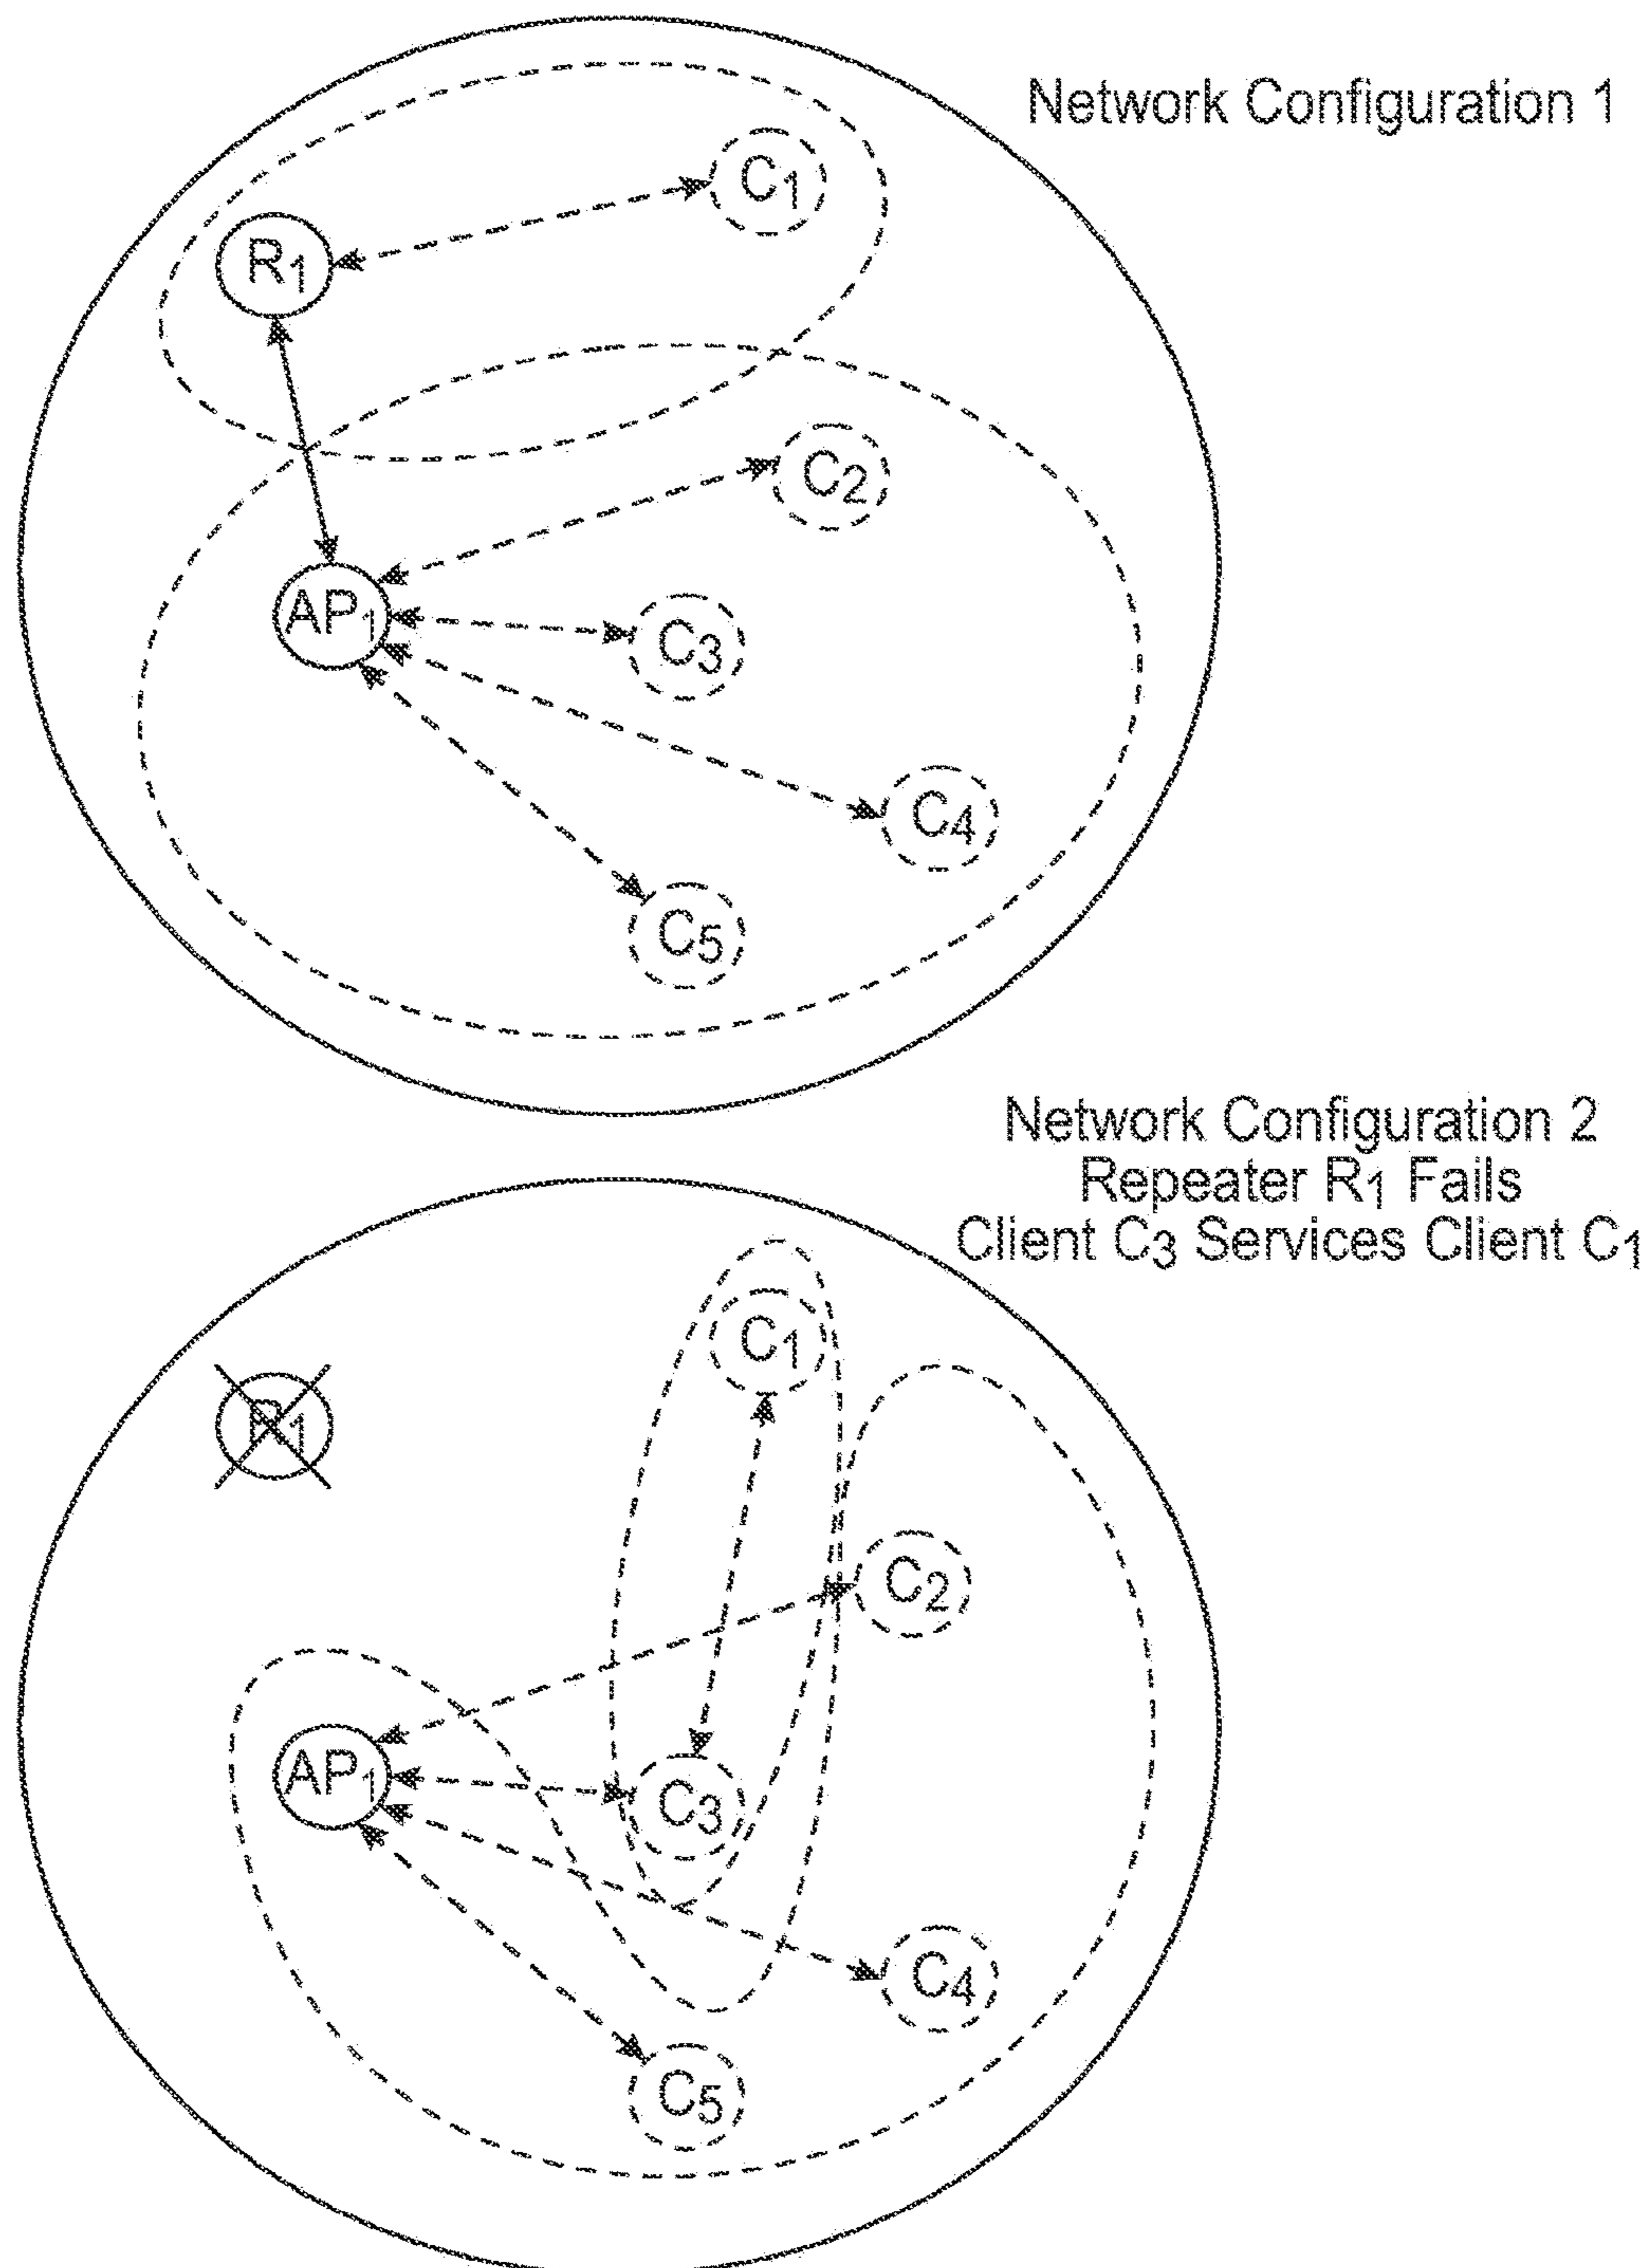 Network Configuration 1
C1
R1
C2
AP1
C3
C4
C5
Network Configuration 2
Repeater R1 Fails
Client C3 Services Client C1
C1
R1
C2
AP1
C3
C4
C5